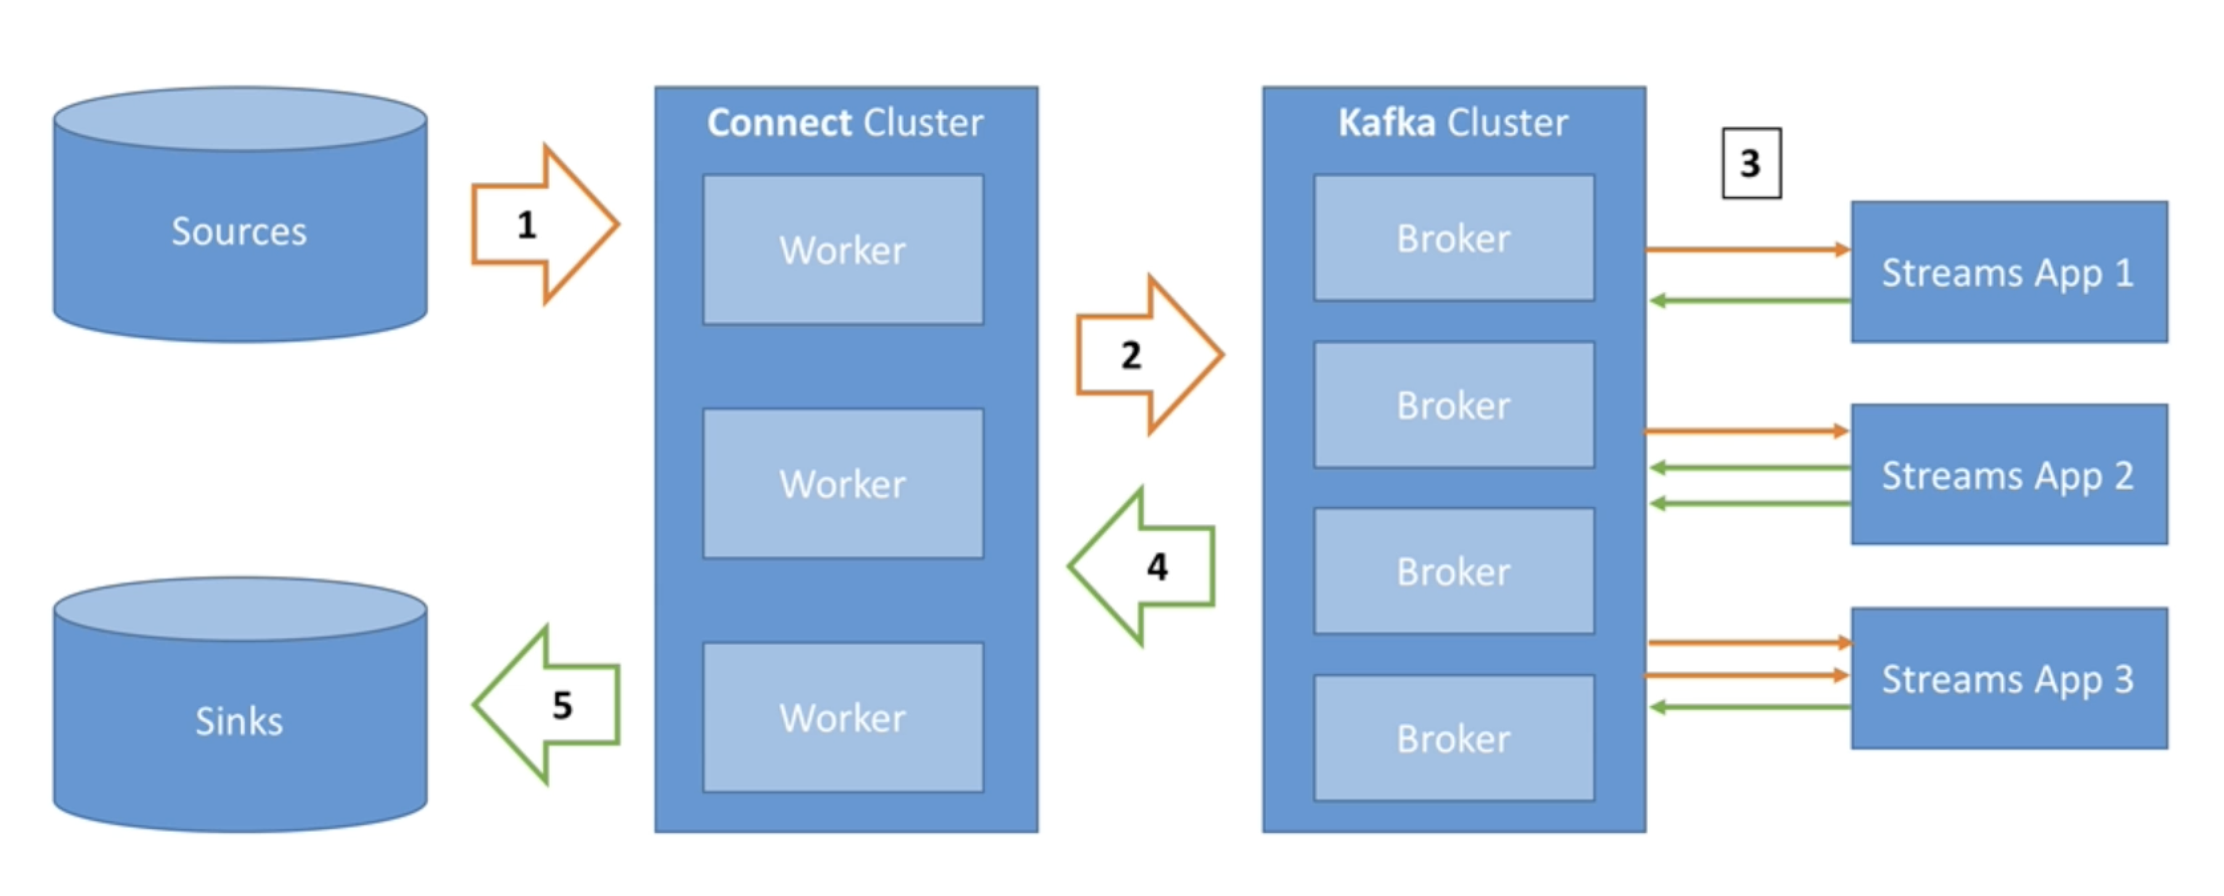 Sources
1
Connect Cluster
Worker
Worker
Worker
2
4
5
Sinks
Kafka Cluster
Broker
Broker
Broker
Broker
3
Streams App 1
Streams App 2
Streams App 3